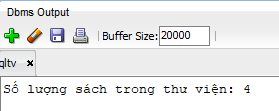 Dbms Output
Buffer Size: 20000
qltv
Số lượng sách trong thư viện: 4